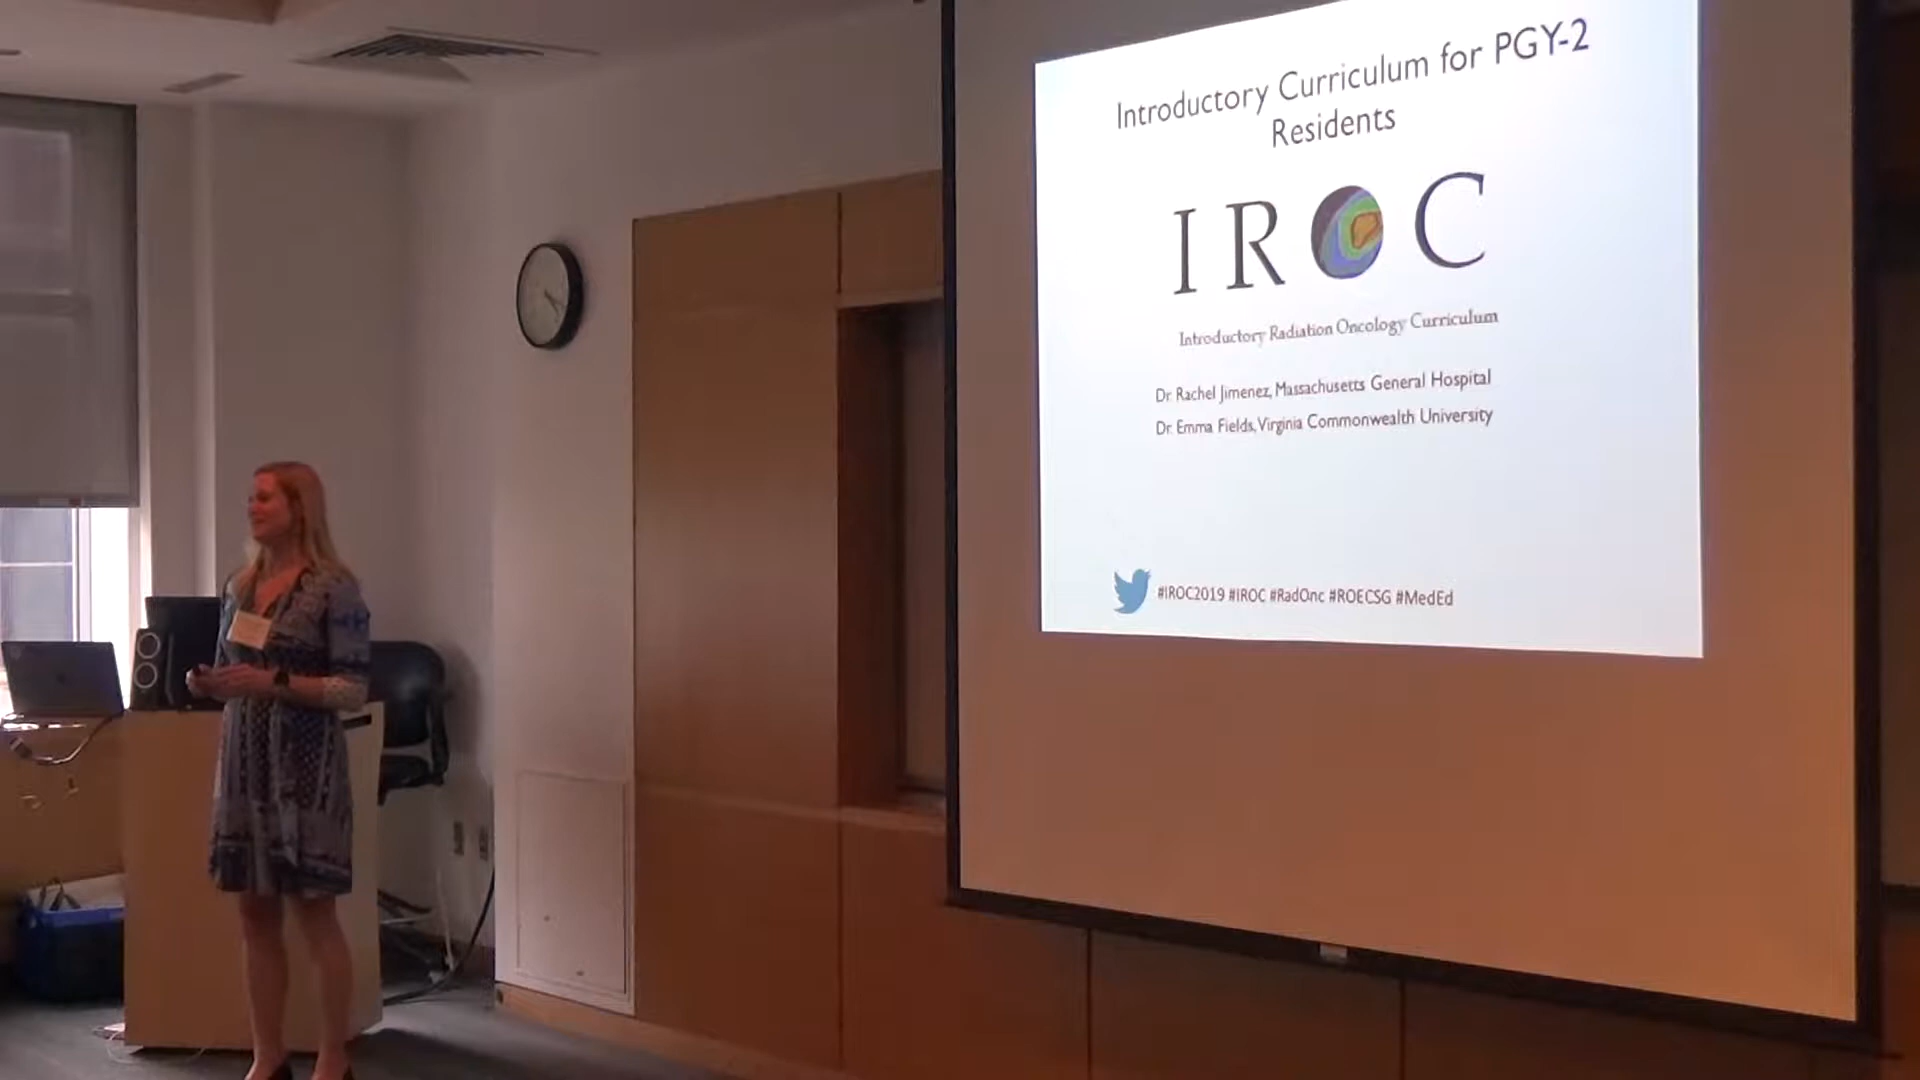 Introductory Curriculum for PGY-2
Residents
IROC
Introductory Radiation Oncology Curriculum
Dr. Rachel Jimenez, Massachusetts General Hospital
Dr. Emma Fields, Virginia Commonwealth University
#IROC2019 #IROC #RadOnc #ROECSG #MedEd